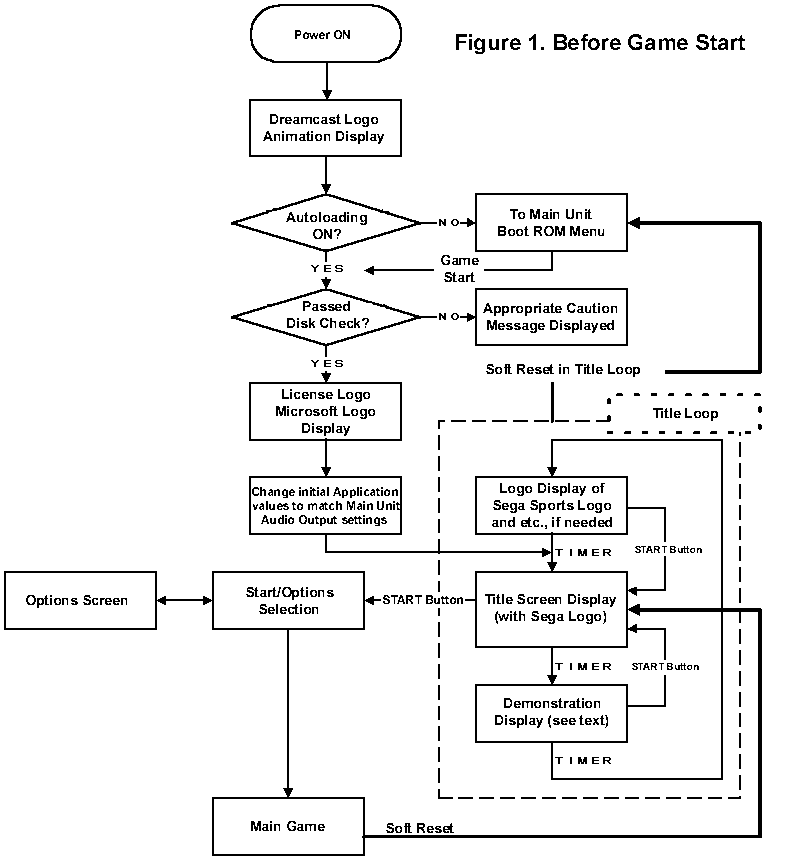 Power ON
Figure 1. Before Game Start
Dreamcast Logo
Animation Display
Autoloading
ON?
NO
To Main Unit
Boot ROM Menu
YES
Game
Start
Passed
Disk Check?
NO
Appropriate Caution
Message Displayed
YES
Soft Reset in Title Loop
License Logo
Microsoft Logo
Display
Title Loop
Change initial Application
values to match Main Unit
Audio Output settings
Logo Display of
Sega Sports Logo
and etc., if needed
TIMER
START Button
Options Screen
Start/Options
Selection
START Button
Title Screen Display
(with Sega Logo)
TIMER
START Button
Demonstration
Display (see text)
TIMER
Main Game
Soft Reset